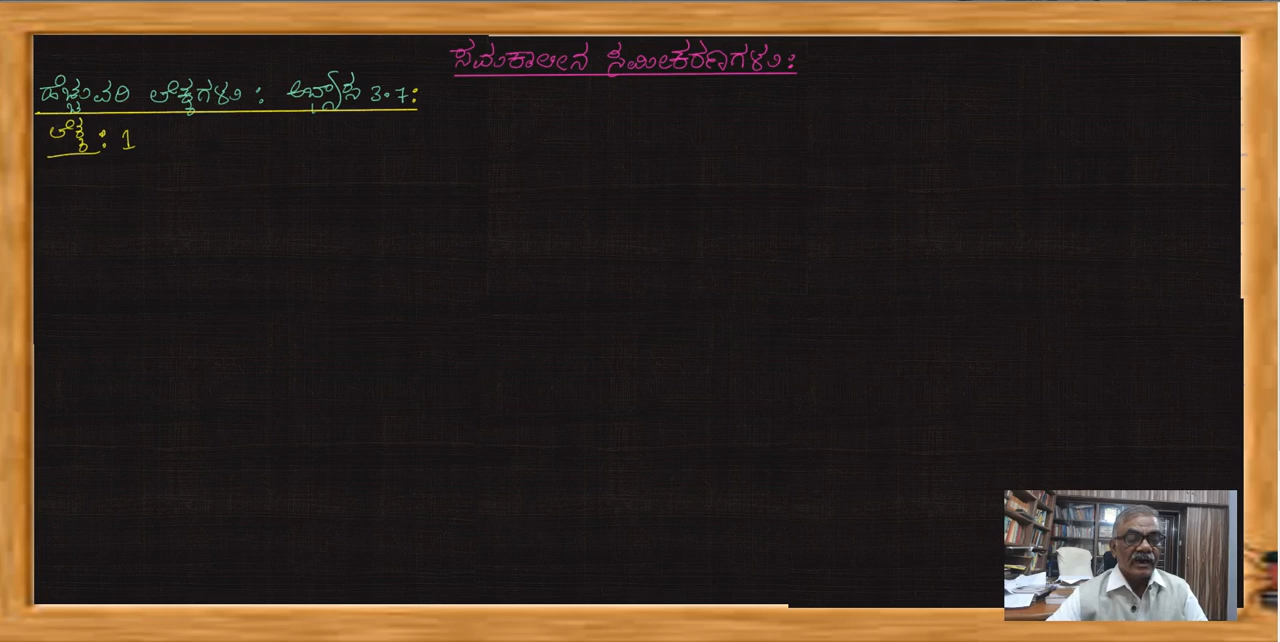 ಸಮಕಾಲೀನ ಸಮೀಕರಣಗಳು:
ಹೆಚ್ಚುವರಿ ಲೆಕ್ಕಗಳು : ಅಭ್ಯಾಸ 3.7:
ಲೆಕ್ಕ : 1